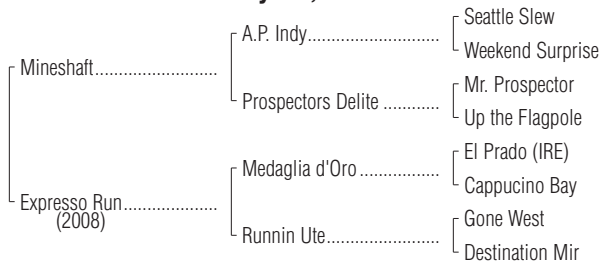 Seattle Slew
A.P. Indy
Weekend Surprise
Mineshaft
Mr. Prospector
Prospectors Delite
Up the Flagpole
El Prado (IRE)
Medaglia d'Oro
Cappucino Bay
Expresso Run
(2008)
Gone West
Runnin Ute
Destination Mir